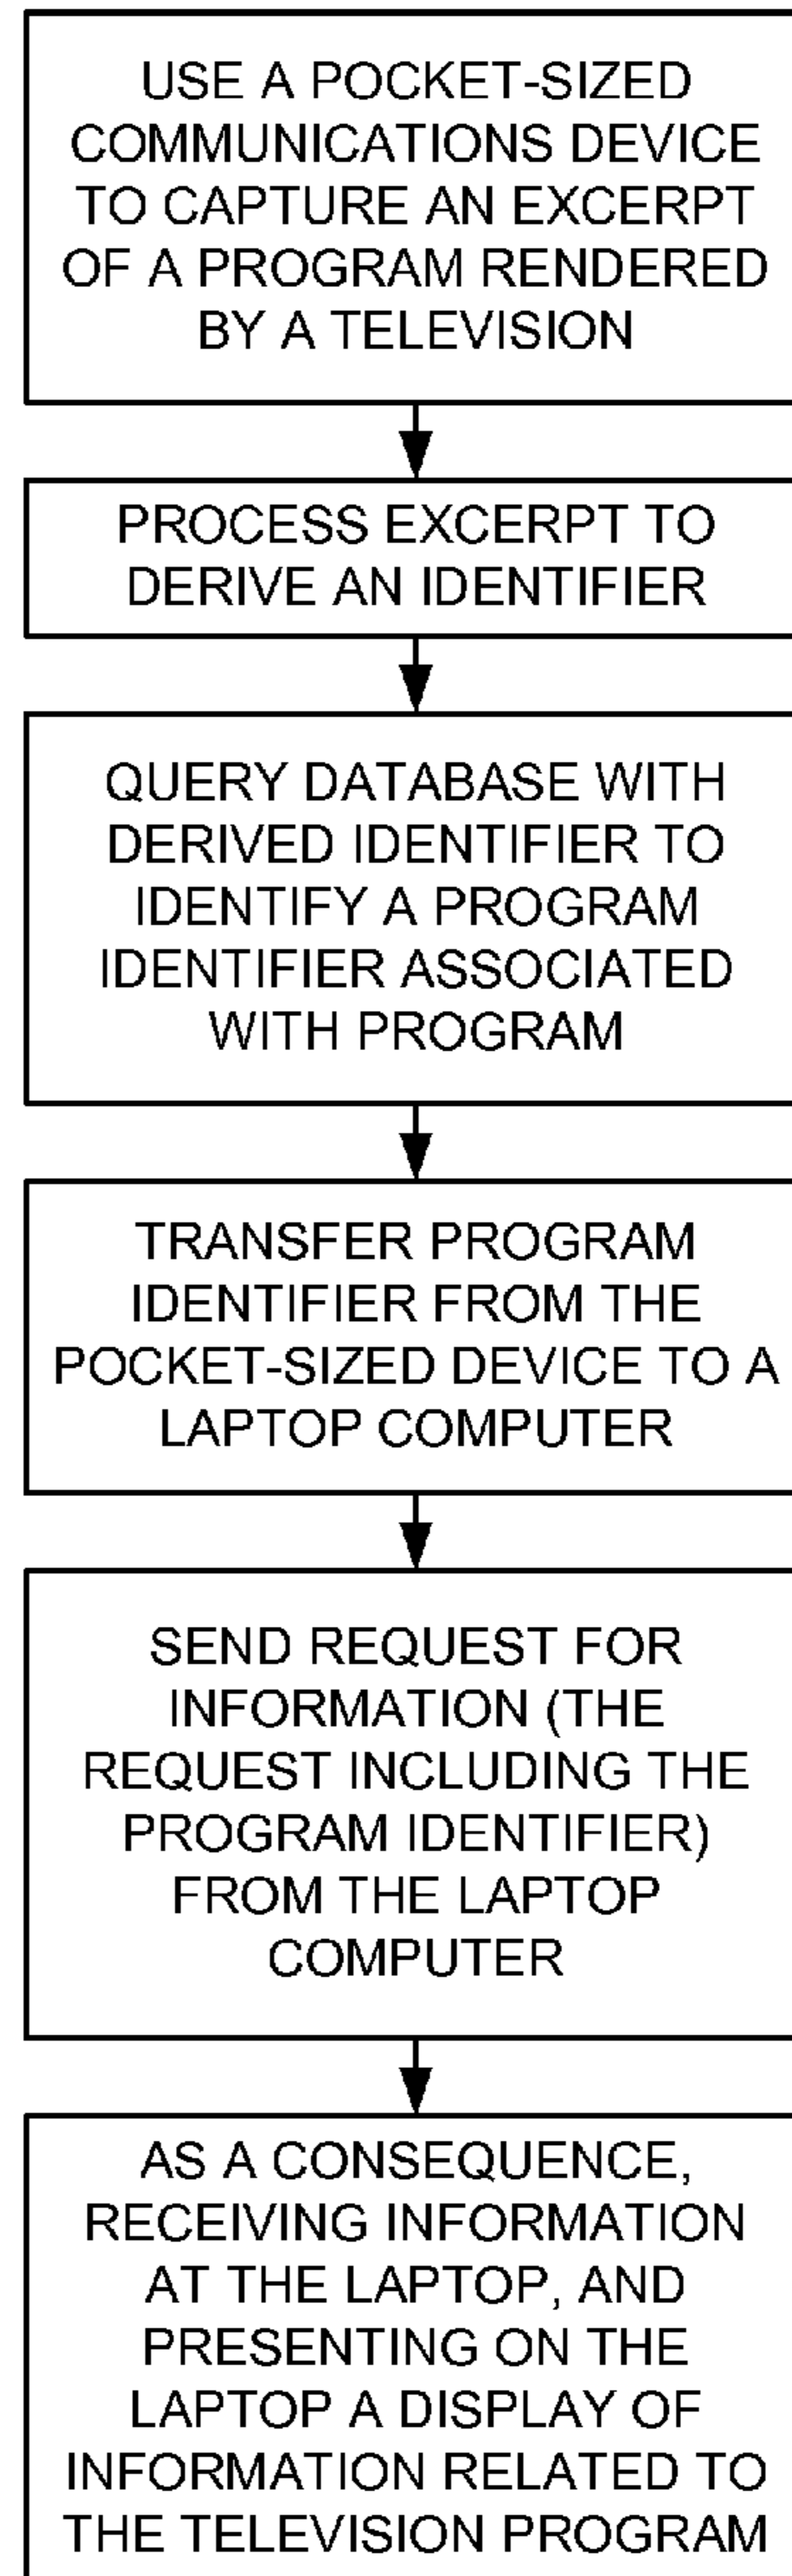 USE A POCKET-SIZED
COMMUNICATIONS DEVICE
TO CAPTURE AN EXCERPT
OF A PROGRAM RENDERED
BY A TELEVISION
PROCESS EXCERPT TO
DERIVE AN IDENTIFIER
QUERY DATABASE WITH
DERIVED IDENTIFIER TO
IDENTIFY A PROGRAM
IDENTIFIER ASSOCIATED
WITH PROGRAM
TRANSFER PROGRAM
IDENTIFIER FROM THE
POCKET-SIZED DEVICE TO A
LAPTOP COMPUTER
SEND REQUEST FOR
INFORMATION (THE
REQUEST INCLUDING THE
PROGRAM IDENTIFIER)
FROM THE LAPTOP
COMPUTER
AS A CONSEQUENCE,
RECEIVING INFORMATION
AT THE LAPTOP, AND
PRESENTING ON THE
LAPTOP A DISPLAY OF
INFORMATION RELATED TO
THE TELEVISION PROGRAM